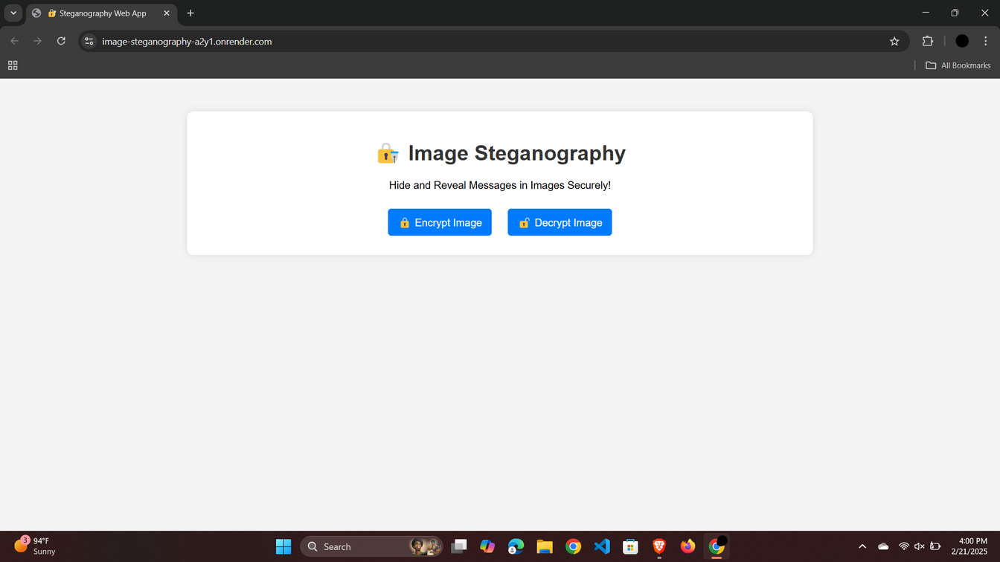 Steganography Web App
image-steganography-a2y1.onrender.com
All Bookmarks
Image Steganography
Hide and Reveal Messages in Images Securely!
Encrypt Image
Decrypt Image
3
94°F
Sunny
Search
4:00 PM
2/21/2025